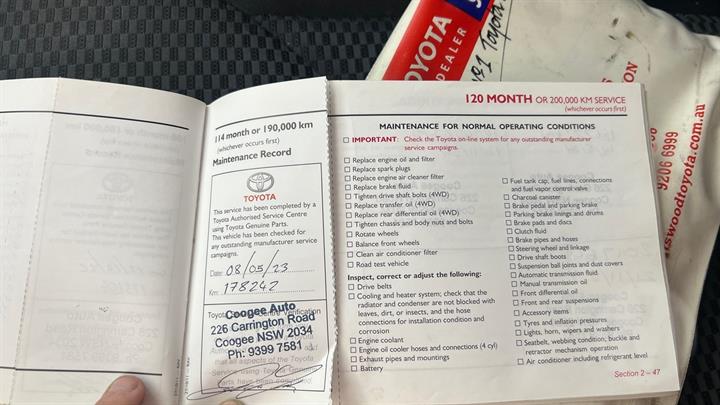 114 month or 190,000 km
(whichever occurs first)
Maintenance Record
TOYOTA
This service has been completed by a
Toyota Authorised Service Centre
using Toyota Genuine Parts.
This vehicle has been checked for
any outstanding manufacturer service
campaigns.
Date: 08/05/23
Km: 178242
Coogee Auto
226 Carrington Road
Coogee NSW 2034
Ph: 9399 7581
120 MONTH OR 200,000 KM SERVICE
(whichever occurs first)
MAINTENANCE FOR NORMAL OPERATING CONDITIONS
IMPORTANT: Check the Toyota on-line system for any outstanding manufacturer
service campaigns.
Replace engine oil and filter
Replace spark plugs
Replace engine air cleaner filter
Replace brake fluid
Tighten drive shaft bolts (4WD)
Replace transfer oil (4WD)
Replace rear differential oil (4WD)
Tighten chassis and body nuts and bolts
Rotate wheels
Balance front wheels
Clean air conditioner filter
Road test vehicle
Inspect, correct or adjust the following:
Drive belts
Cooling and heater system; check that the
radiator and condenser are not blocked with
leaves, dirt, or insects, and the hose
connections for installation condition and
corrosion
Engine coolant
Engine oil cooler hoses and connections (4 cyl)
Exhaust pipes and mountings
Battery
Fuel tank cap, fuel lines, connections
and fuel vapor control valve
Charcoal canister
Brake pedal and parking brake
Parking brake linings and drums
Brake pads and discs
Clutch fluid
Brake pipes and hoses
Steering wheel and linkage
Drive shaft boots
Suspension ball joints and dust covers
Automatic transmission fluid
Manual transmission oil
Front differential oil
Front and rear suspensions
Accessory items
Tyres and inflation pressures
Lights, horn, wipers and washers
Seatbelt, webbing condition, buckle and
retractor mechanism operation
Air conditioner including refrigerant level
Section 2 – 47
TOYOTA
DEALER
Toyota
9206 6999
tswoodtoyota.com.au